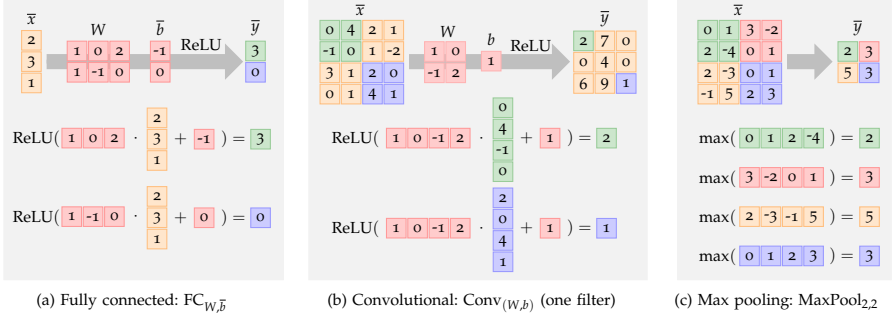 x̅ W b̅ y̅
2
3
1
1 0 2
1 -1 0
-1
0
ReLU
3
0
ReLU( 1 0 2 · 2 3 1 + -1 ) = 3
ReLU( 1 -1 0 · 2 3 1 + 0 ) = 0
(a) Fully connected: FC_{W,b̅}
x̅ W b y̅
0 4 2 1
-1 0 1 -2
3 1 2 0
0 1 4 1
1 0
-1 2
1
ReLU
2 7 0
0 4 0
6 9 1
ReLU( 1 0 -1 2 · 0 4 -1 0 + 1 ) = 2
ReLU( 1 0 -1 2 · 2 0 4 1 + 1 ) = 1
(b) Convolutional: Conv_{(W,b)} (one filter)
x̅ y̅
0 1 3 -2
2 -4 0 1
2 -3 0 1
-1 5 2 3
2 3
5 3
max( 0 1 2 -4 ) = 2
max( 3 -2 0 1 ) = 3
max( 2 -3 -1 5 ) = 5
max( 0 1 2 3 ) = 3
(c) Max pooling: MaxPool_{2,2}